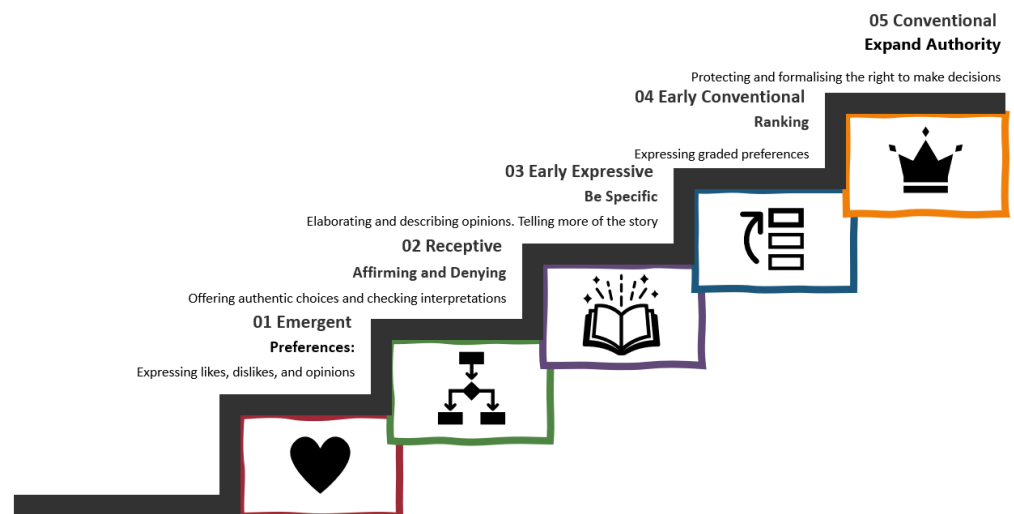 05 Conventional
Expand Authority
Protecting and formalising the right to make decisions
04 Early Conventional
Ranking
Expressing graded preferences
03 Early Expressive
Be Specific
Elaborating and describing opinions. Telling more of the story
02 Receptive
Affirming and Denying
Offering authentic choices and checking interpretations
01 Emergent
Preferences:
Expressing likes, dislikes, and opinions